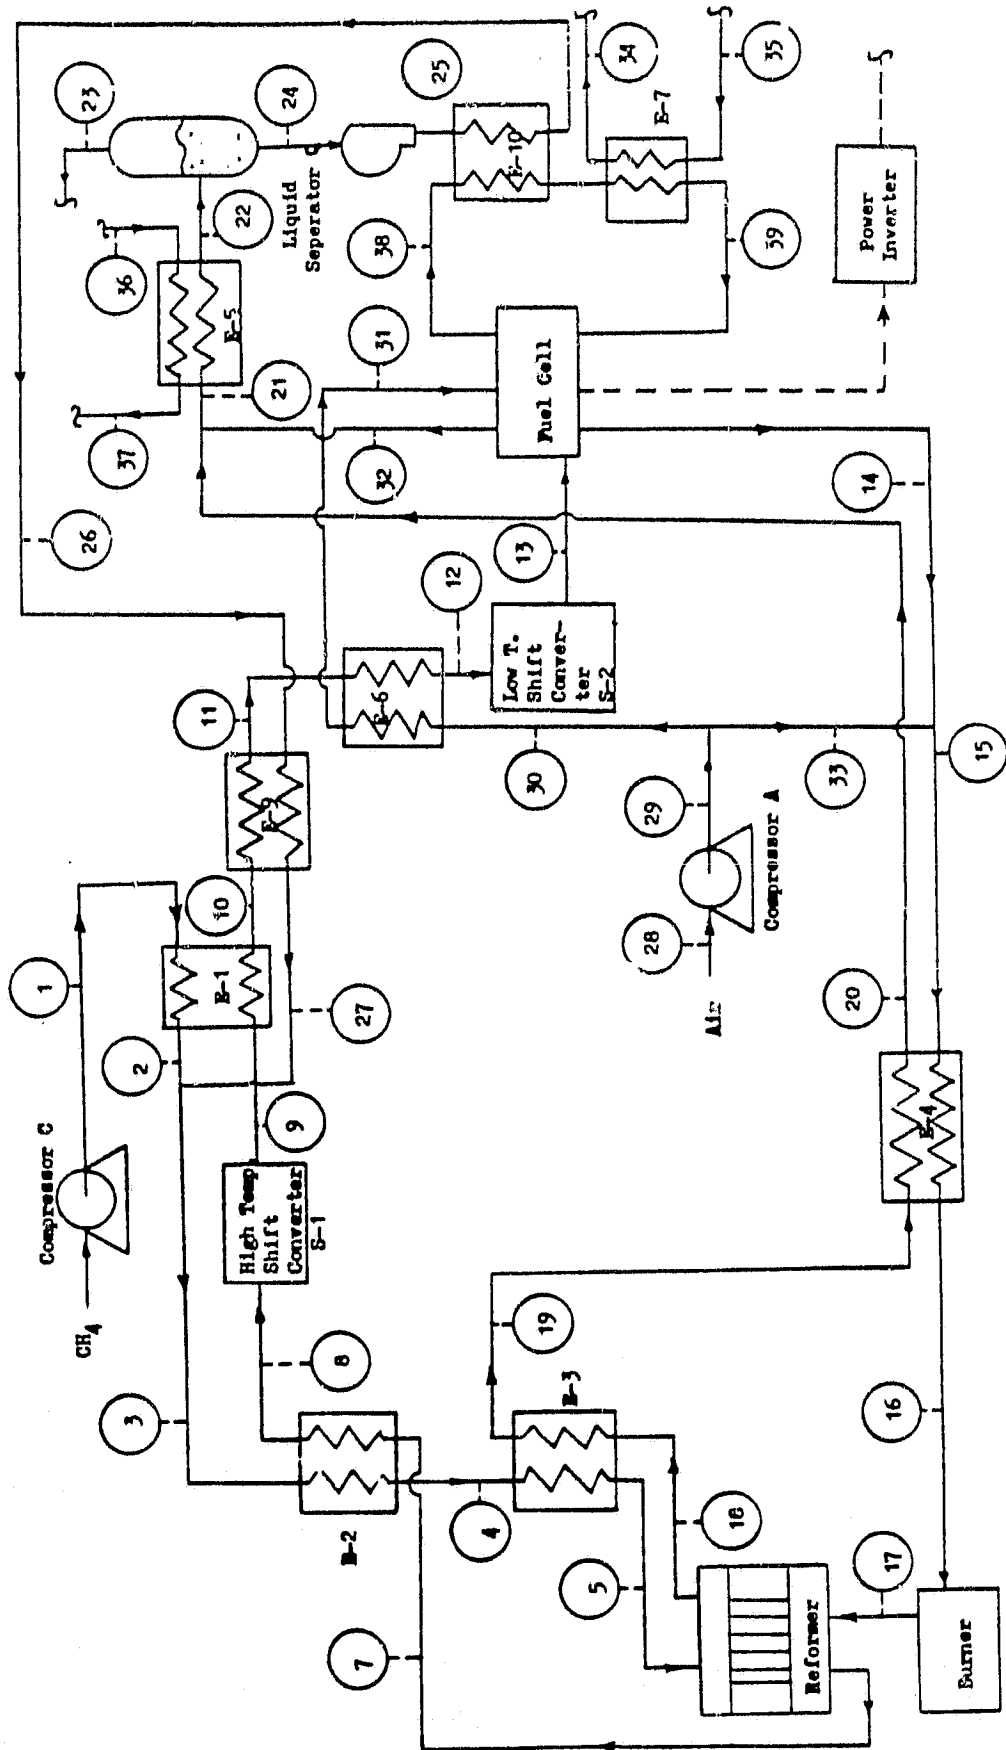 CH4
Compressor C
1
2
3
26
37
36
23
E-5
E-1
10
11
E-9
21
22
24
High Temp
Shift
Converter
S-1
9
27
8
E-2
7
4
E-3
19
5
18
Reformer
17
Burner
16
E-4
20
15
Air
28
Compressor A
29
30
33
E-6
12
Low T.
Shift
Conver-
ter
S-2
13
14
32
31
Fuel Cell
Liquid
Seperator
25
38
E-10
34
E-7
35
39
Power
Inverter